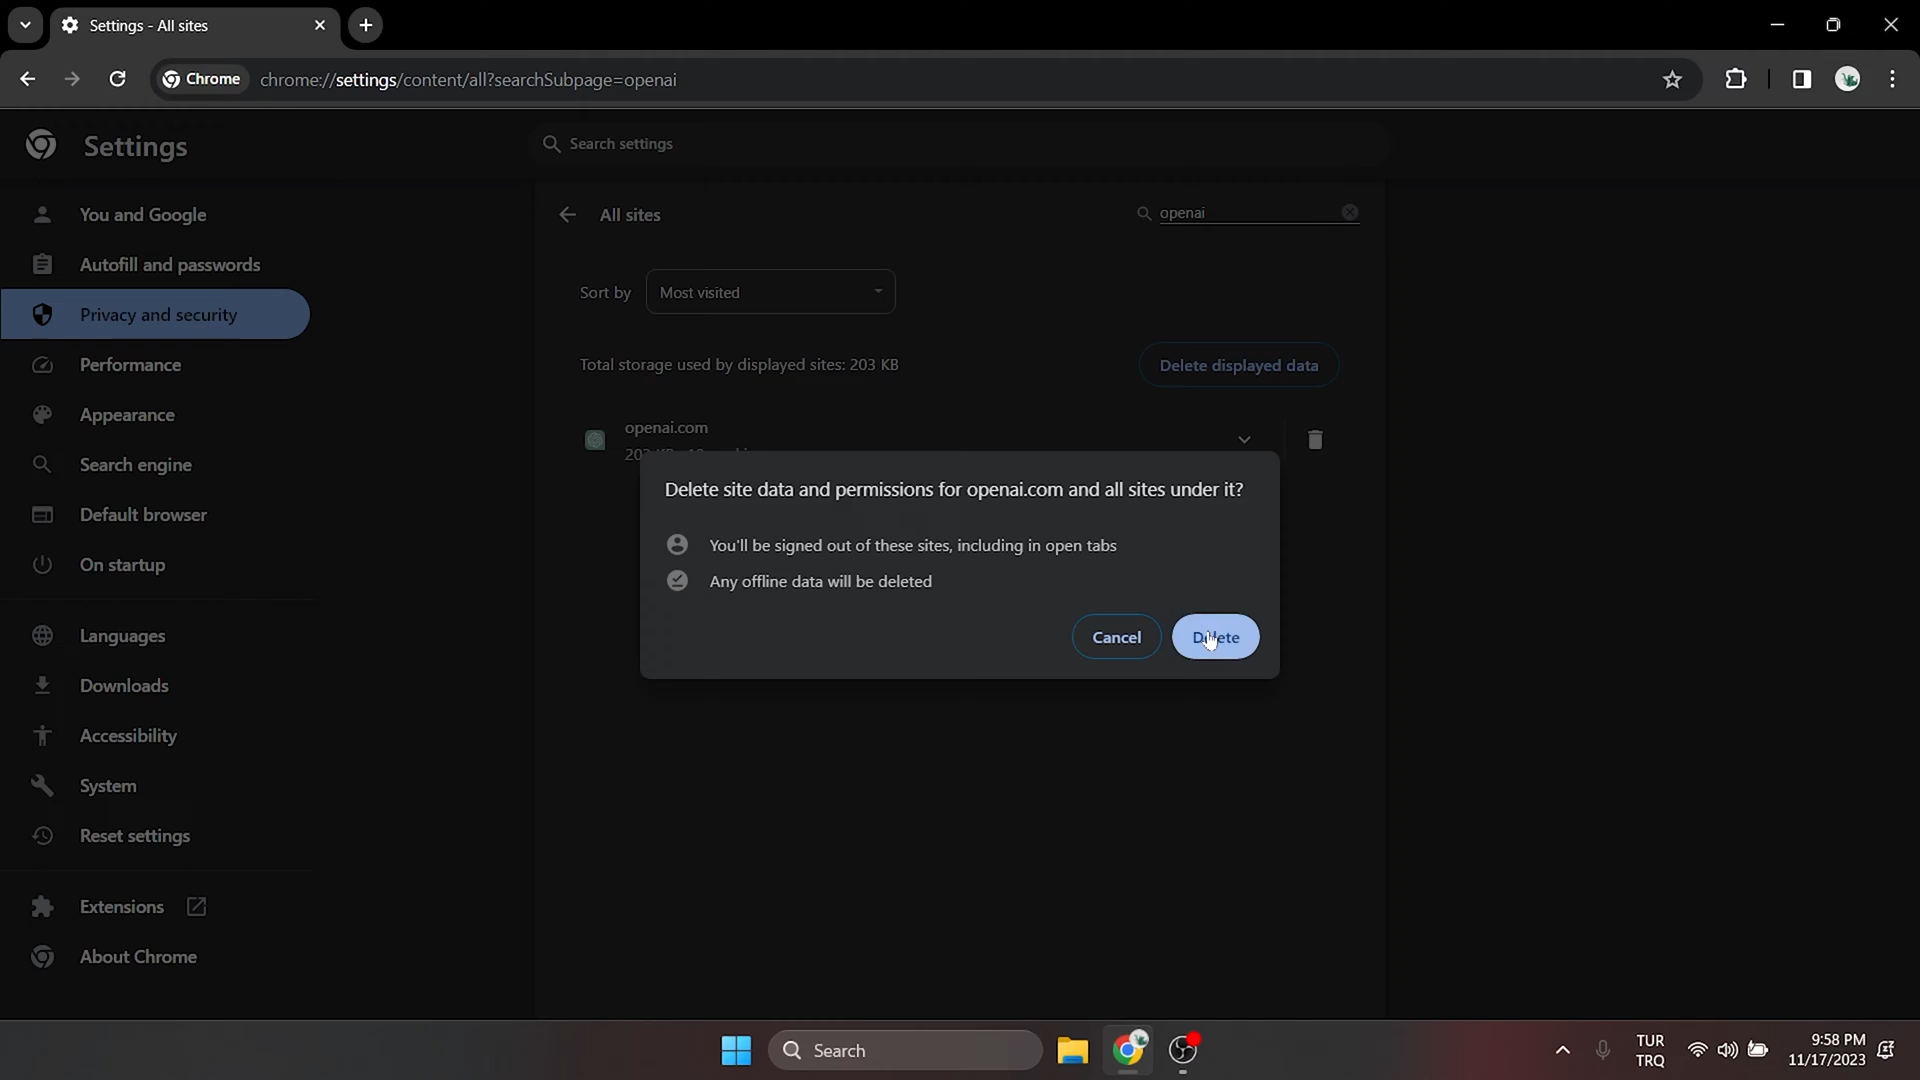 Settings - All sites
Chrome
chrome://settings/content/all?searchSubpage=openai
Settings
Search settings
You and Google
Autofill and passwords
Privacy and security
Performance
Appearance
Search engine
Default browser
On startup
Languages
Downloads
Accessibility
System
Reset settings
Extensions
About Chrome
All sites
openai
Sort by
Most visited
Total storage used by displayed sites: 203 KB
Delete displayed data
openai.com
Delete site data and permissions for openai.com and all sites under it?
You'll be signed out of these sites, including in open tabs
Any offline data will be deleted
Cancel
Delete
Search
TUR
TRQ
9:58 PM
11/17/2023